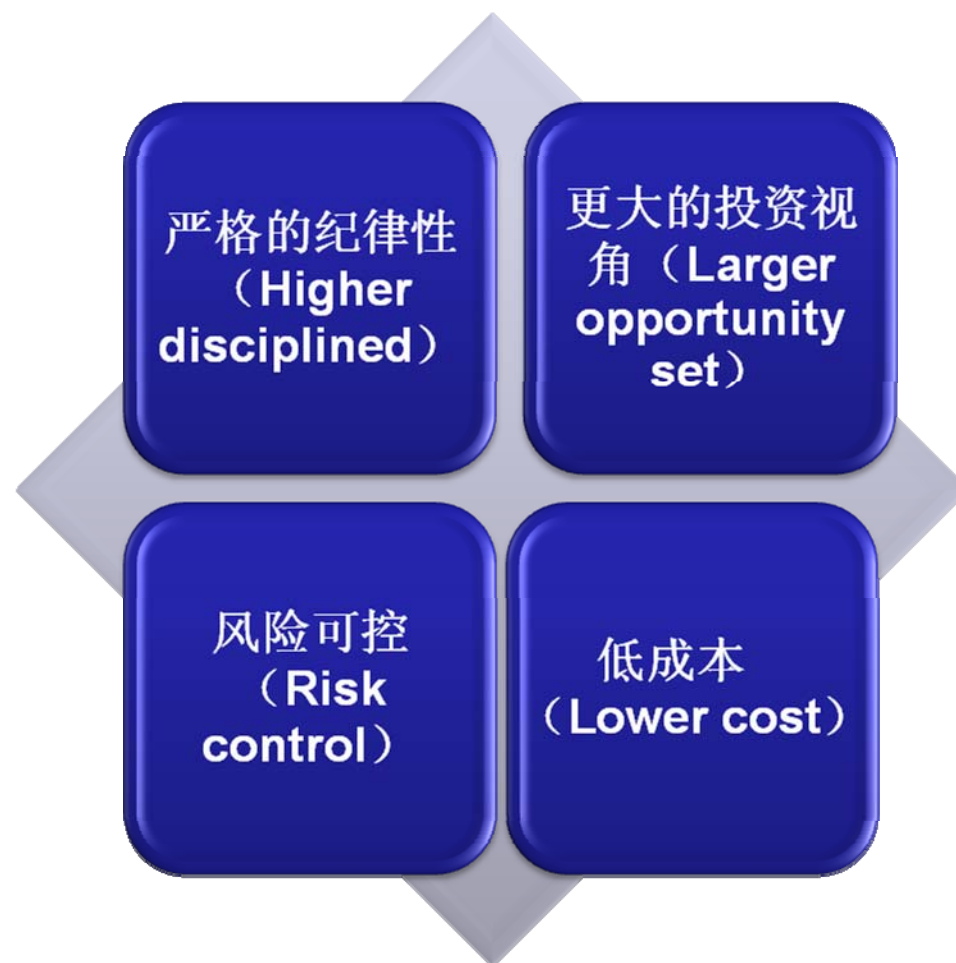 严格的纪律性
（Higher
disciplined）
更大的投资视
角（Larger
opportunity
set）
风险可控
（Risk
control）
低成本
（Lower cost）